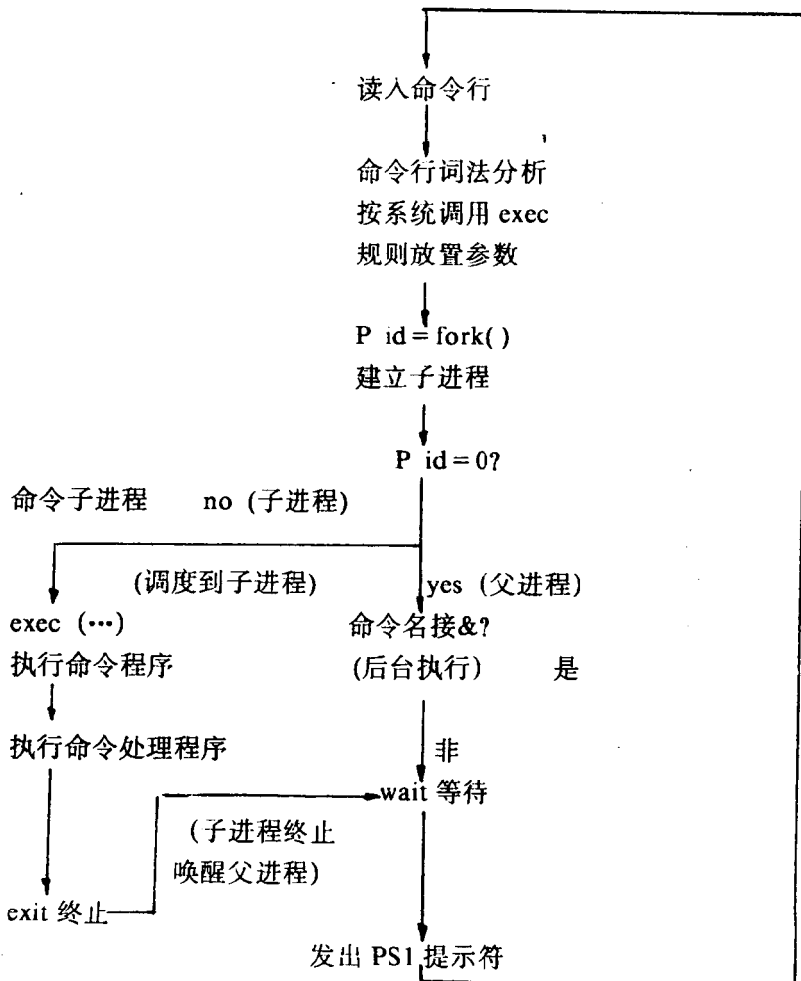 读入命令行
命令行词法分析
按系统调用 exec
规则放置参数
P id = fork( )
建立子进程
P id = 0?
命令子进程 no (子进程)
(调度到子进程) yes (父进程)
exec (…) 命令名接&?
执行命令程序 (后台执行) 是
执行命令处理程序 非
wait 等待
(子进程终止
唤醒父进程)
exit 终止
发出 PS1 提示符